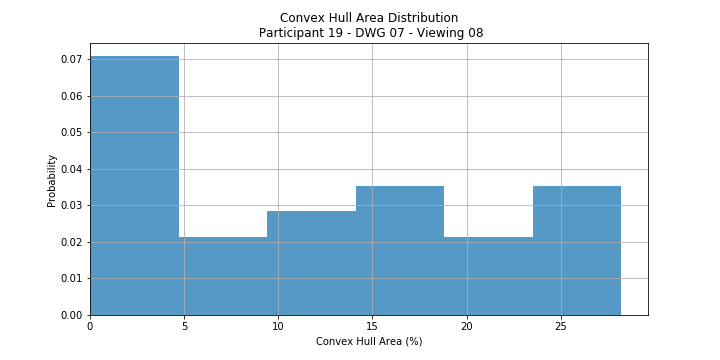 Convex Hull Area Distribution
Participant 19 - DWG 07 - Viewing 08
0.07
0.06
0.05
0.04
0.03
0.02
0.01
0.00
Probability
0 5 10 15 20 25
Convex Hull Area (%)